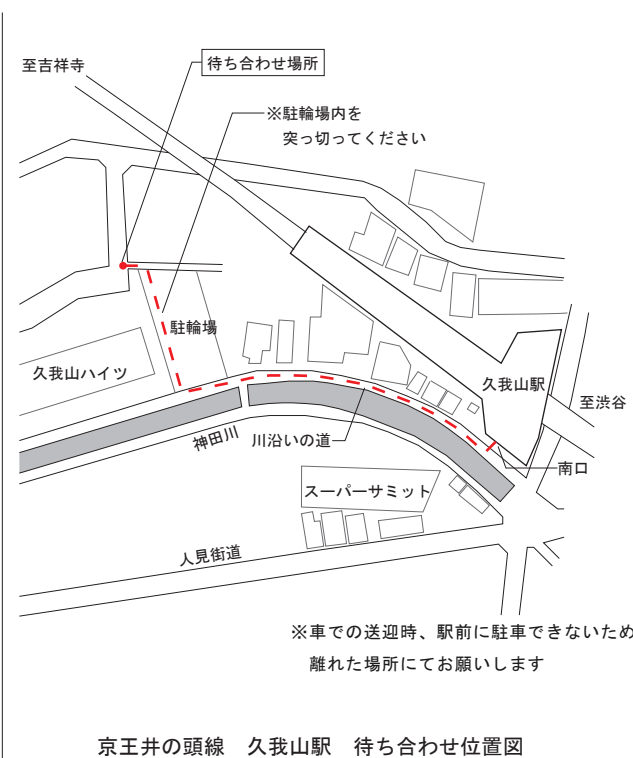 至吉祥寺
待ち合わせ場所
※駐輪場内を
突っ切ってください
駐輪場
久我山ハイツ
久我山駅
至渋谷
神田川
川沿いの道
南口
スーパーサミット
人見街道
※車での送迎時、駅前に駐車できないため
離れた場所にてお願いします
京王井の頭線　久我山駅　待ち合わせ位置図